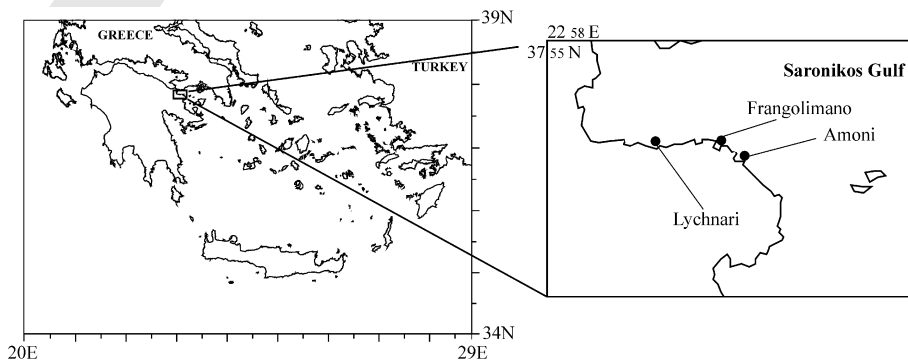 39N
GREECE
TURKEY
34N
20E
29E
22 58 E
37 55 N
Saronikos Gulf
Frangolimano
Amoni
Lychnari